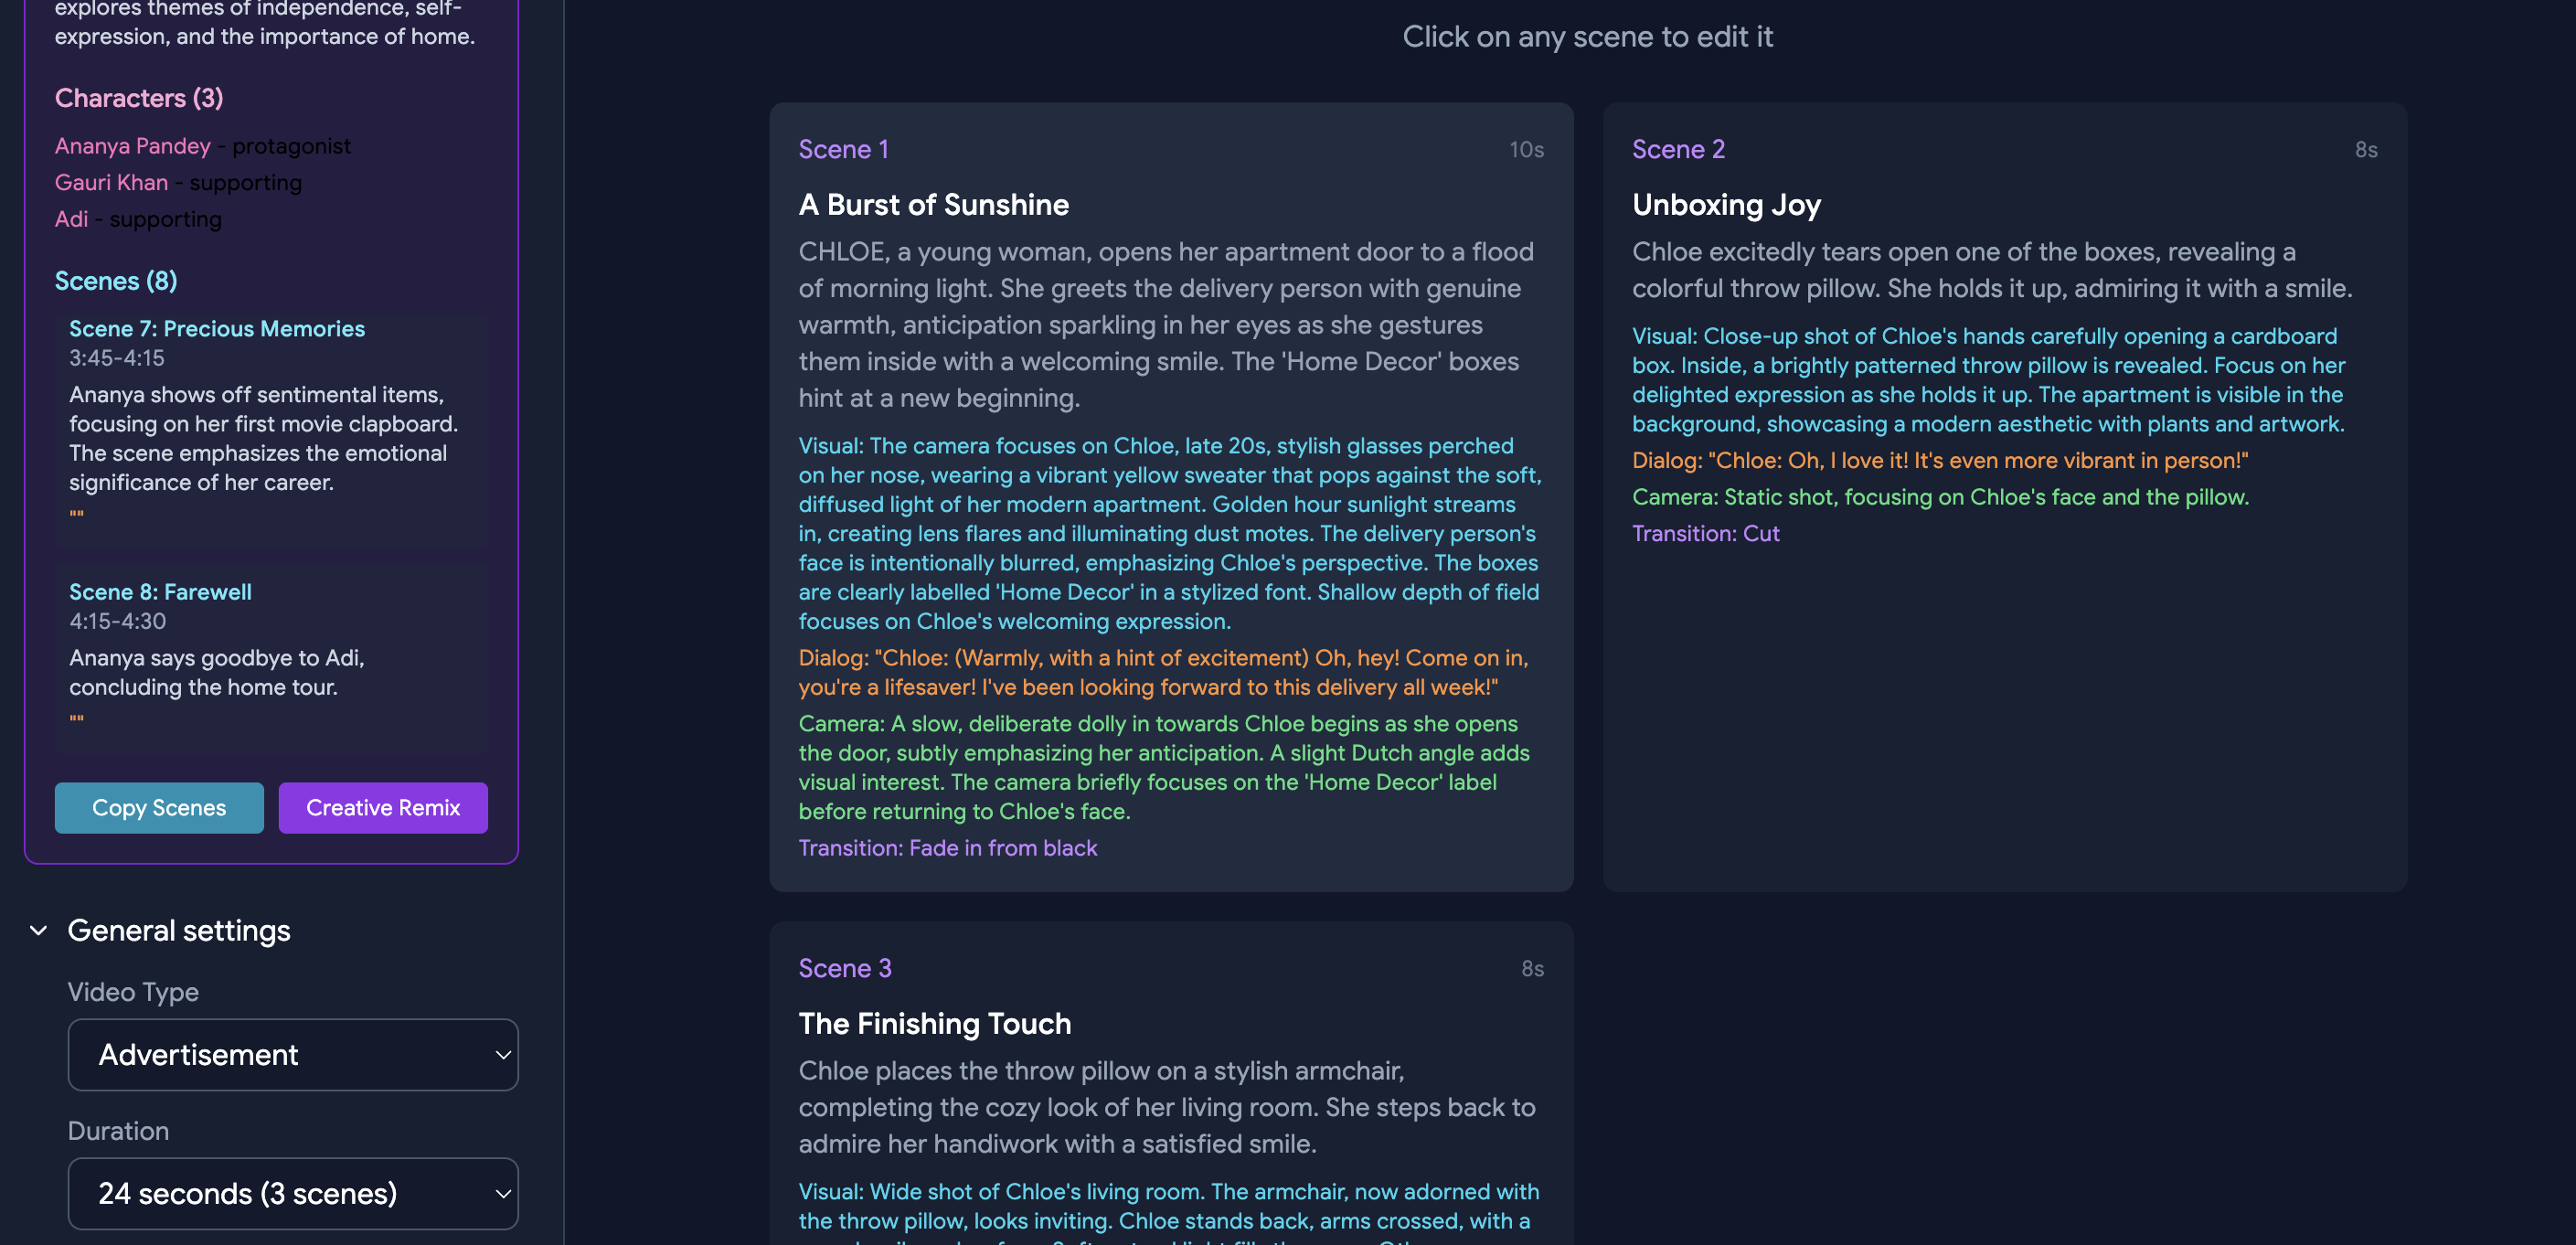 explores themes of independence, self-
expression, and the importance of home.
Characters (3)
Ananya Pandey - protagonist
Gauri Khan - supporting
Adi - supporting
Scenes (8)
Scene 7: Precious Memories
3:45-4:15
Ananya shows off sentimental items,
focusing on her first movie clapboard.
The scene emphasizes the emotional
significance of her career.
""
Scene 8: Farewell
4:15-4:30
Ananya says goodbye to Adi,
concluding the home tour.
""
Copy Scenes
Creative Remix
General settings
Video Type
Advertisement
Duration
24 seconds (3 scenes)
Click on any scene to edit it
Scene 1
10s
A Burst of Sunshine
CHLOE, a young woman, opens her apartment door to a flood
of morning light. She greets the delivery person with genuine
warmth, anticipation sparkling in her eyes as she gestures
them inside with a welcoming smile. The 'Home Decor' boxes
hint at a new beginning.
Visual: The camera focuses on Chloe, late 20s, stylish glasses perched
on her nose, wearing a vibrant yellow sweater that pops against the soft,
diffused light of her modern apartment. Golden hour sunlight streams
in, creating lens flares and illuminating dust motes. The delivery person's
face is intentionally blurred, emphasizing Chloe's perspective. The boxes
are clearly labelled 'Home Decor' in a stylized font. Shallow depth of field
focuses on Chloe's welcoming expression.
Dialog: "Chloe: (Warmly, with a hint of excitement) Oh, hey! Come on in,
you're a lifesaver! I've been looking forward to this delivery all week!"
Camera: A slow, deliberate dolly in towards Chloe begins as she opens
the door, subtly emphasizing her anticipation. A slight Dutch angle adds
visual interest. The camera briefly focuses on the 'Home Decor' label
before returning to Chloe's face.
Transition: Fade in from black
Scene 2
8s
Unboxing Joy
Chloe excitedly tears open one of the boxes, revealing a
colorful throw pillow. She holds it up, admiring it with a smile.
Visual: Close-up shot of Chloe's hands carefully opening a cardboard
box. Inside, a brightly patterned throw pillow is revealed. Focus on her
delighted expression as she holds it up. The apartment is visible in the
background, showcasing a modern aesthetic with plants and artwork.
Dialog: "Chloe: Oh, I love it! It's even more vibrant in person!"
Camera: Static shot, focusing on Chloe's face and the pillow.
Transition: Cut
Scene 3
8s
The Finishing Touch
Chloe places the throw pillow on a stylish armchair,
completing the cozy look of her living room. She steps back to
admire her handiwork with a satisfied smile.
Visual: Wide shot of Chloe's living room. The armchair, now adorned with
the throw pillow, looks inviting. Chloe stands back, arms crossed, with a